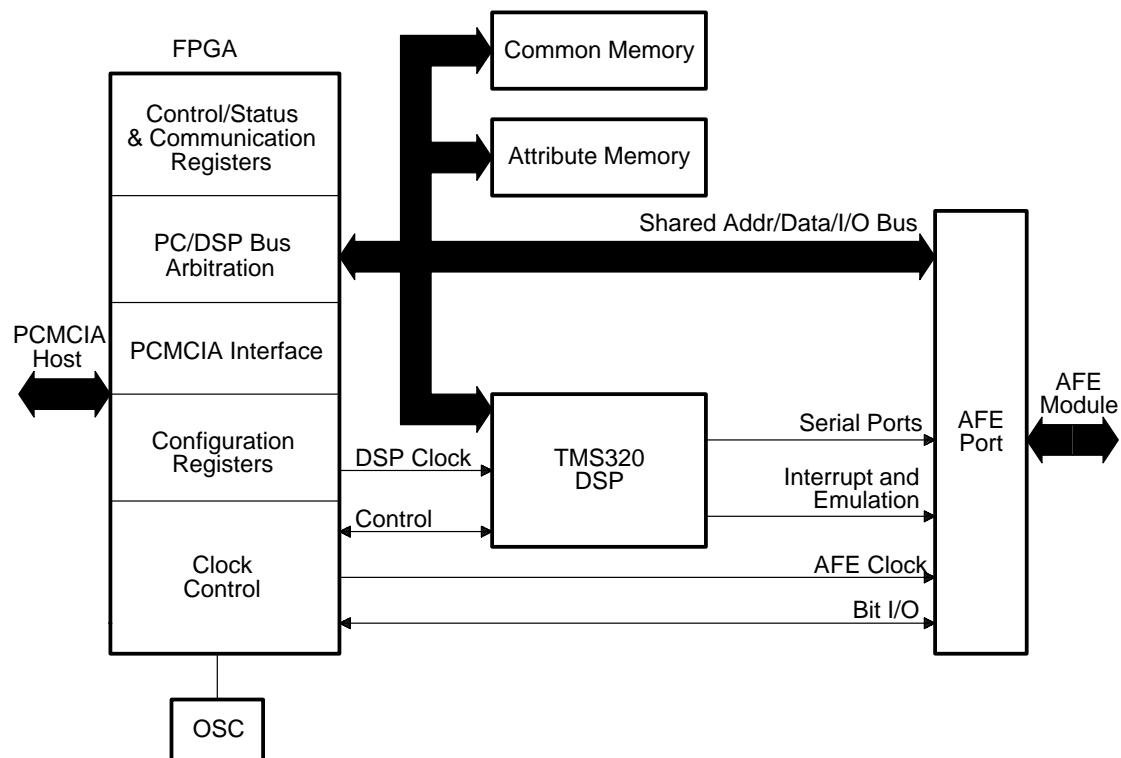 FPGA
Control/Status
& Communication
Registers
PC/DSP Bus
Arbitration
PCMCIA Interface
Configuration
Registers
Clock
Control
PCMCIA
Host
OSC
Common Memory
Attribute Memory
Shared Addr/Data/I/O Bus
DSP Clock
Control
TMS320
DSP
Serial Ports
Interrupt and
Emulation
AFE Clock
Bit I/O
AFE
Port
AFE
Module